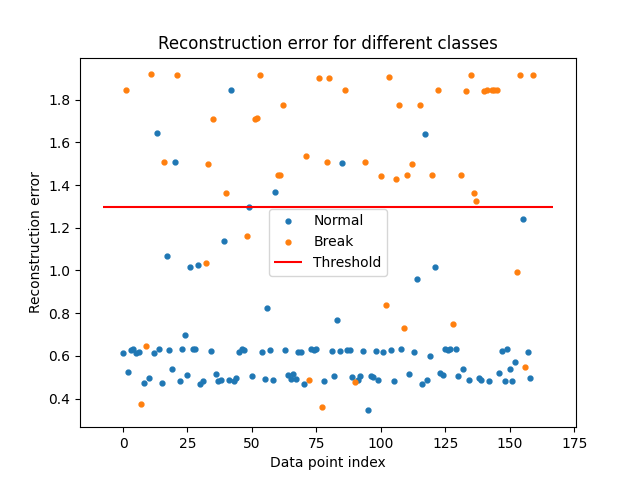 Reconstruction error for different classes
Reconstruction error
1.8
1.6
1.4
1.2
1.0
0.8
0.6
0.4
Normal
Break
Threshold
0
25
50
75
100
125
150
175
Data point index